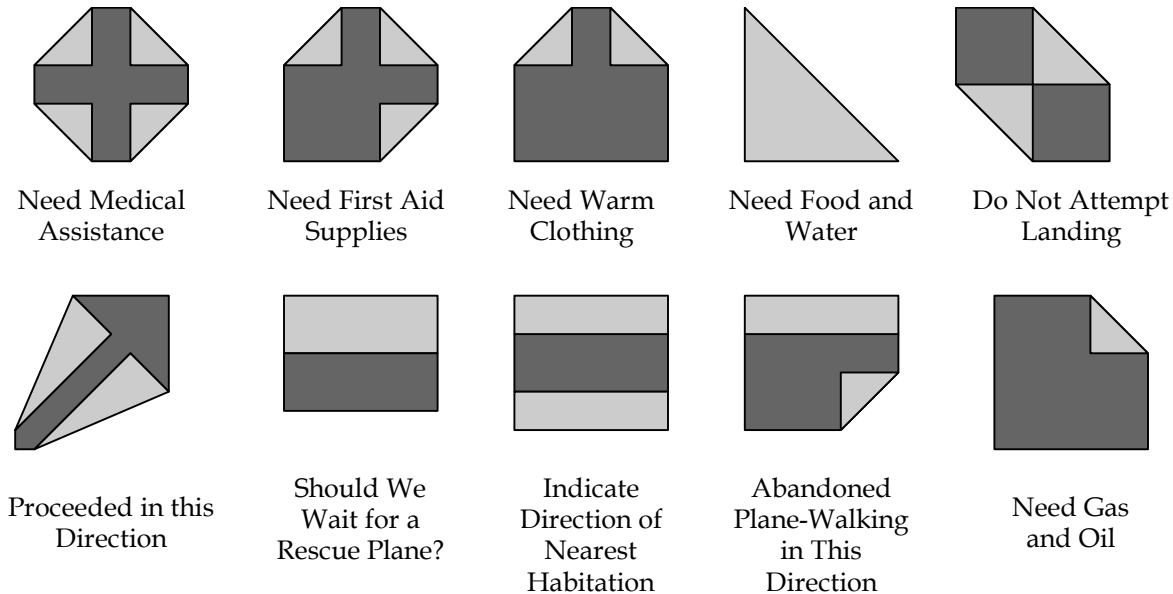 Need Medical
Assistance
Need First Aid
Supplies
Need Warm
Clothing
Need Food and
Water
Do Not Attempt
Landing
Proceeded in this
Direction
Should We
Wait for a
Rescue Plane?
Indicate
Direction of
Nearest
Habitation
Abandoned
Plane-Walking
in This
Direction
Need Gas
and Oil